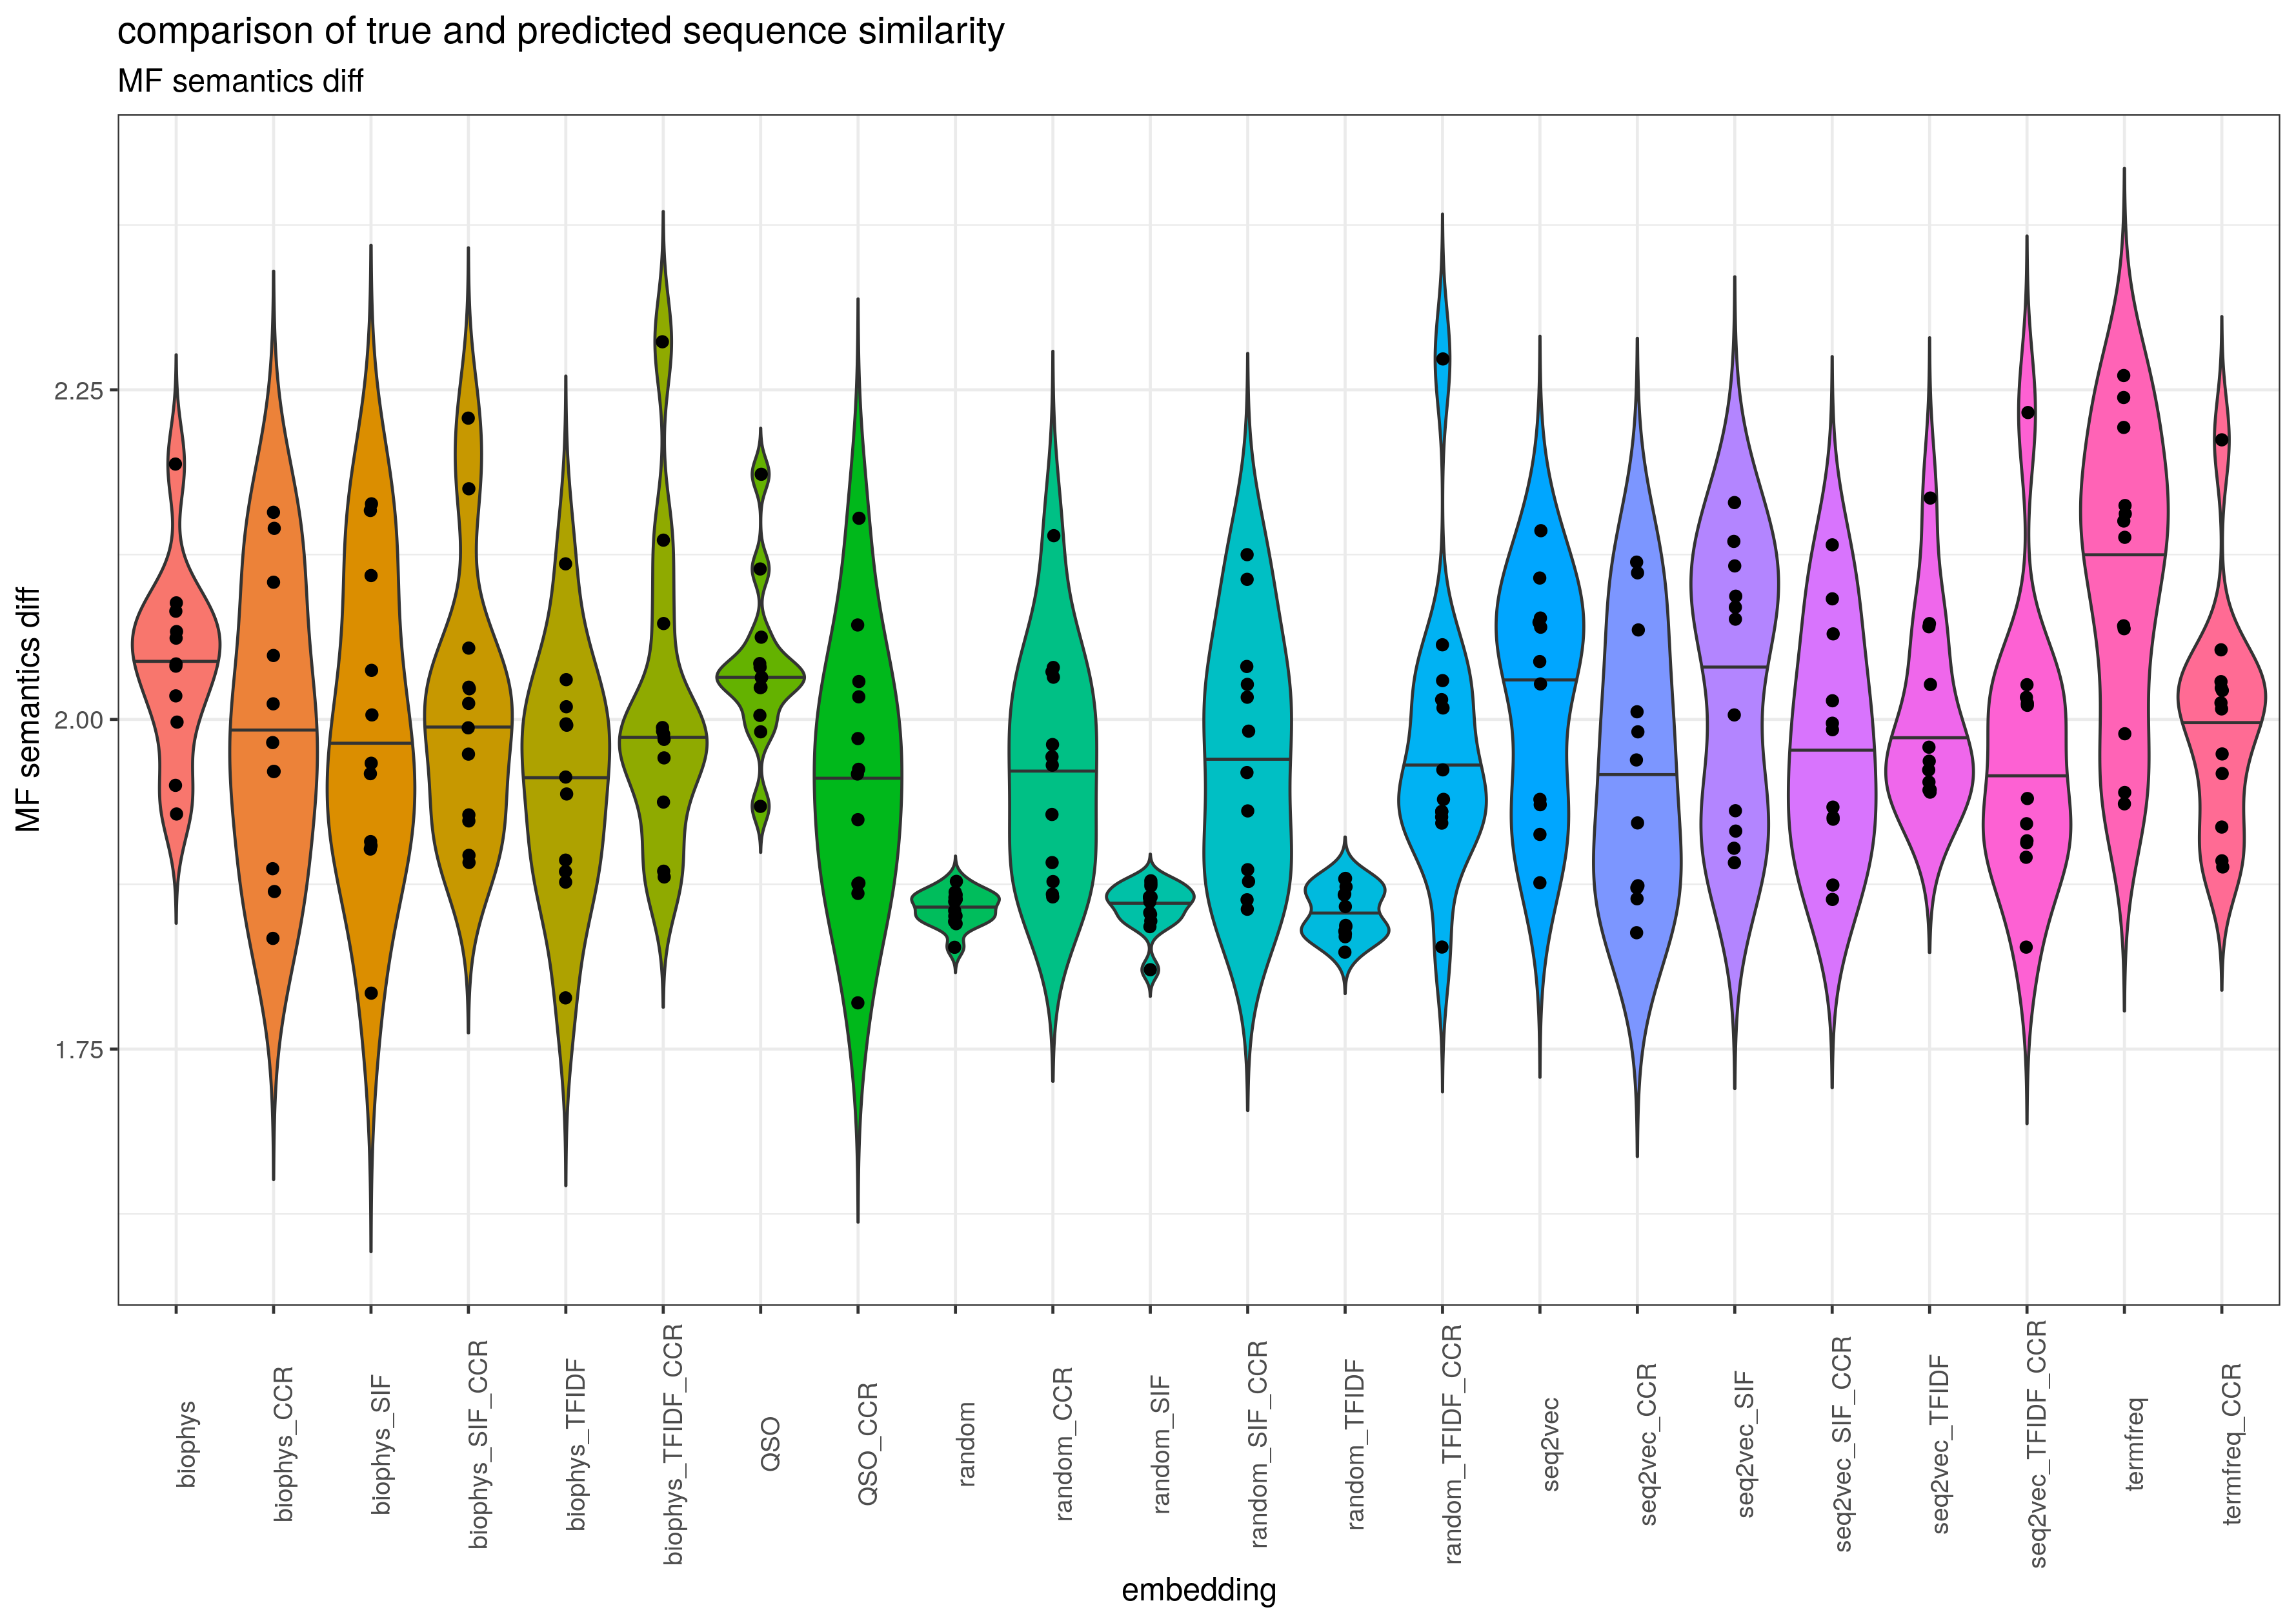 comparison of true and predicted sequence similarity
MF semantics diff
MF semantics diff
2.25
2.00
1.75
biophys
biophys_CCR
biophys_SIF
biophys_SIF_CCR
biophys_TFIDF
biophys_TFIDF_CCR
QSO
QSO_CCR
random
random_CCR
random_SIF
random_SIF_CCR
random_TFIDF
random_TFIDF_CCR
seq2vec
seq2vec_CCR
seq2vec_SIF
seq2vec_SIF_CCR
seq2vec_TFIDF
seq2vec_TFIDF_CCR
termfreq
termfreq_CCR
embedding